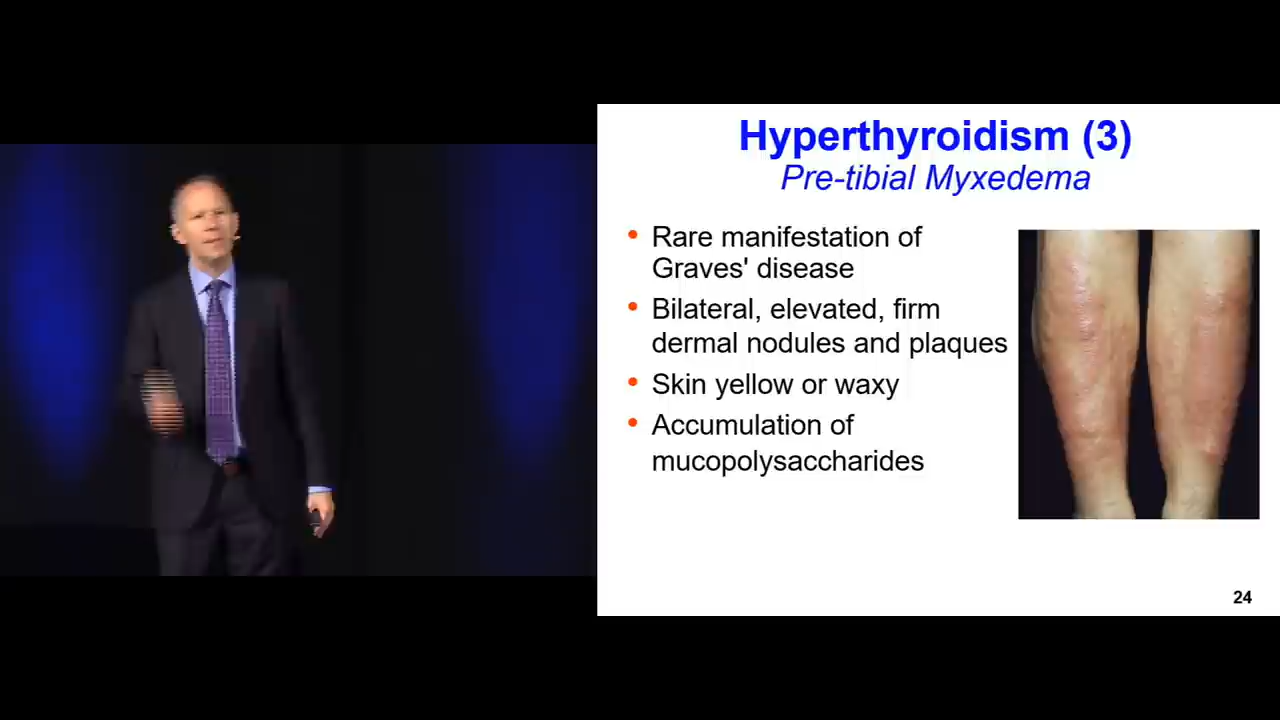 Hyperthyroidism (3)
Pre-tibial Myxedema
• Rare manifestation of
Graves' disease
• Bilateral, elevated, firm
dermal nodules and plaques
• Skin yellow or waxy
• Accumulation of
mucopolysaccharides
24